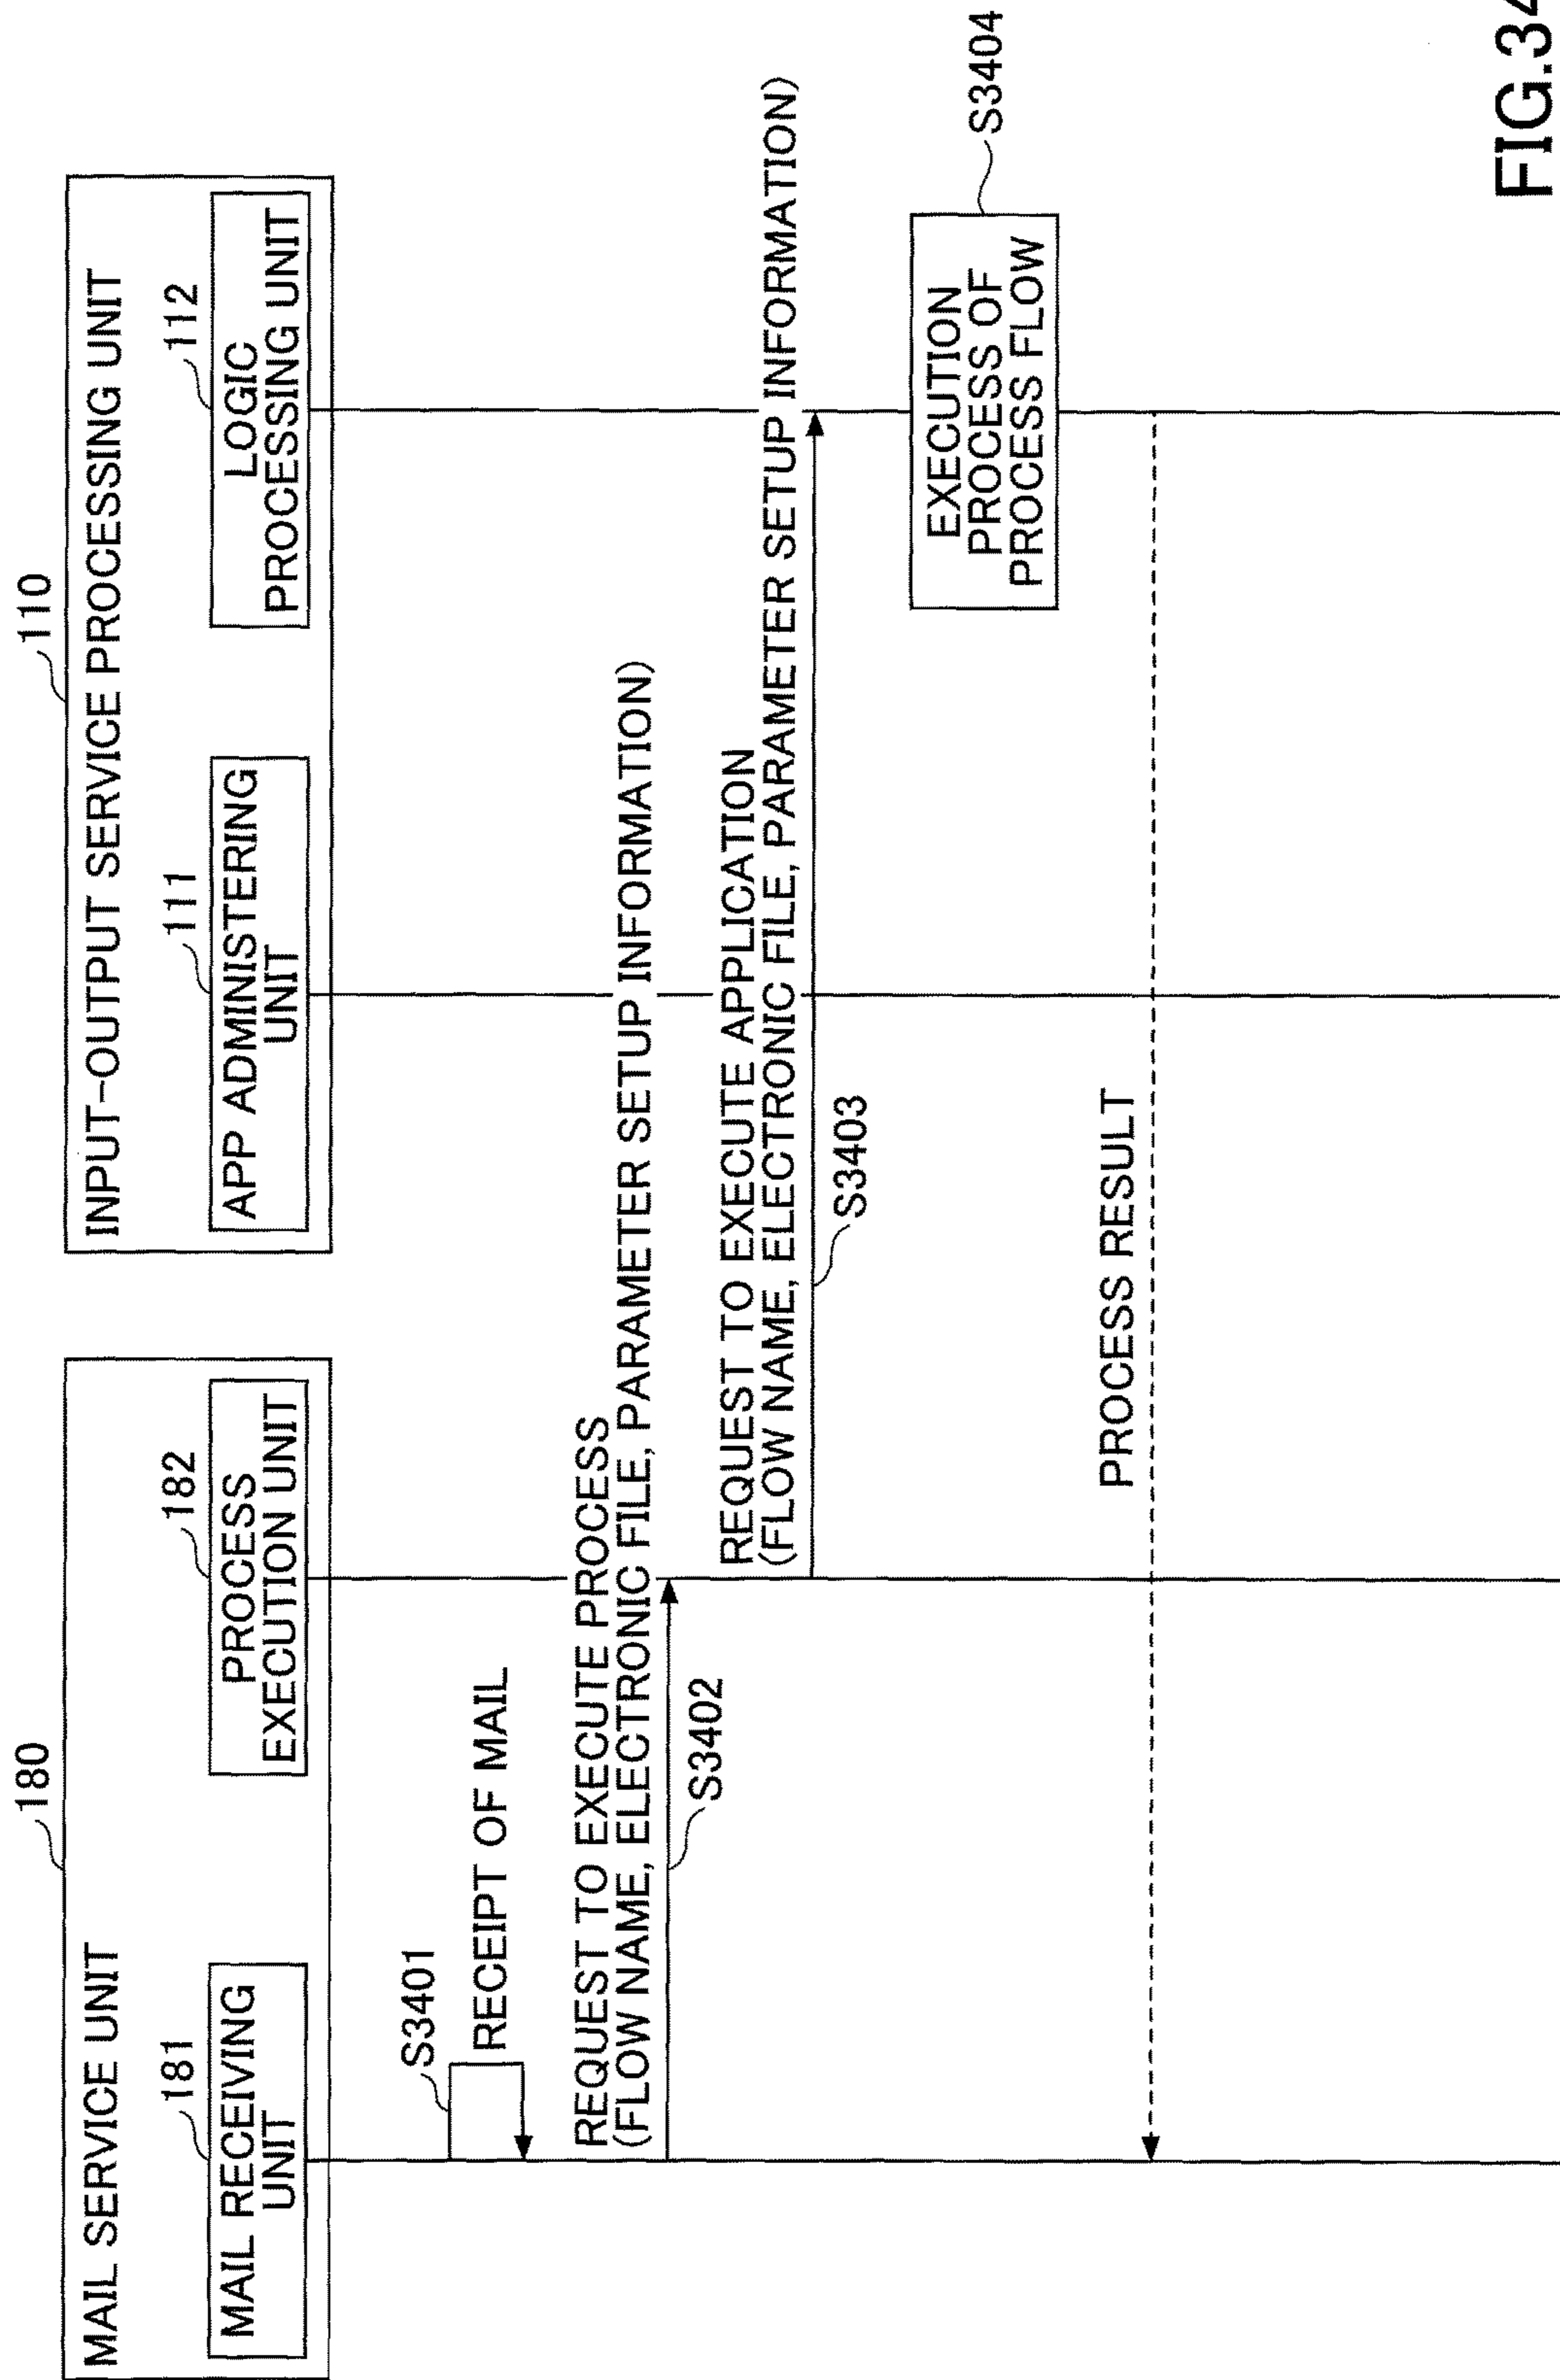 180
MAIL SERVICE UNIT
181
MAIL RECEIVING
UNIT
182
PROCESS
EXECUTION UNIT
110
INPUT-OUTPUT SERVICE PROCESSING UNIT
111
APP ADMINISTERING
UNIT
112
LOGIC
PROCESSING UNIT
S3401
RECEIPT OF MAIL
REQUEST TO EXECUTE PROCESS
(FLOW NAME, ELECTRONIC FILE, PARAMETER SETUP INFORMATION)
S3402
REQUEST TO EXECUTE APPLICATION
(FLOW NAME, ELECTRONIC FILE, PARAMETER SETUP INFORMATION)
S3403
EXECUTION
PROCESS OF
PROCESS FLOW
S3404
PROCESS RESULT
FIG.34